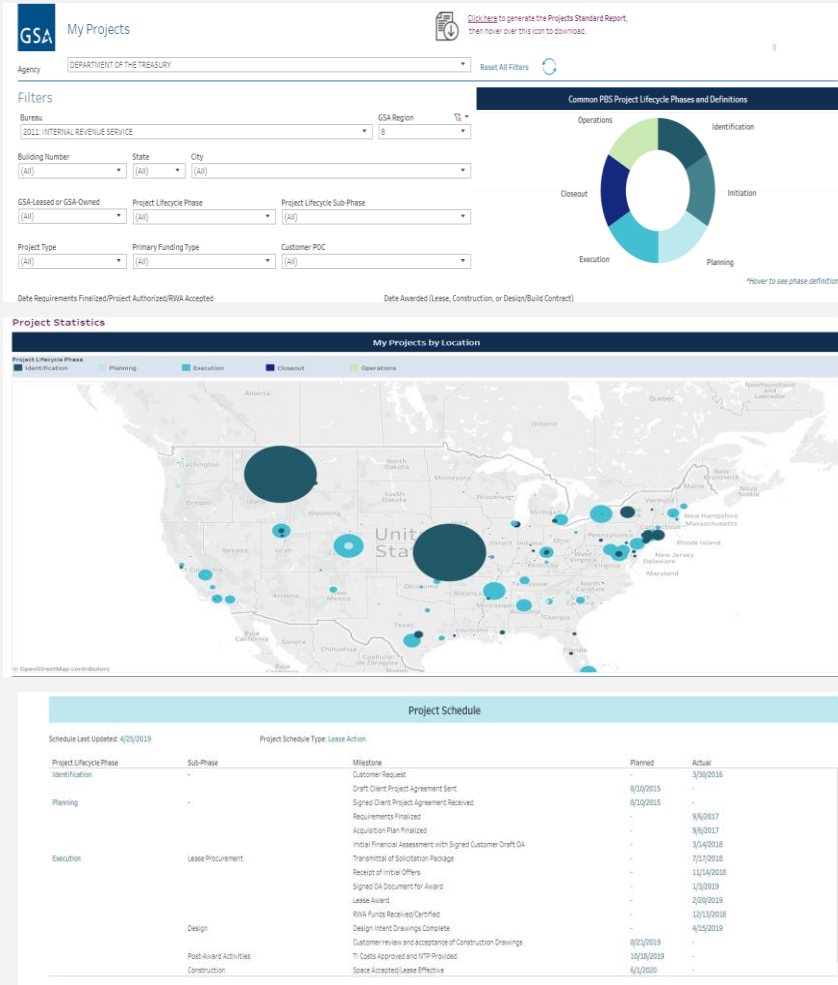 GSA
My Projects
Click here to generate the Projects Standard Report,
then hover over this icon to download.
Agency
DEPARTMENT OF THE TREASURY
Reset All Filters
Filters
Bureau
GSA Region
2011: INTERNAL REVENUE SERVICE
8
Building Number State City
(All) (All) (All)
GSA-Leased or GSA-Owned Project Lifecycle Phase Project Lifecycle Sub-Phase
(All) (All) (All)
Project Type Primary Funding Type Customer POC
(All) (All) (All)
Date Requirements Finalized/Project Authorized/RWA Accepted
Date Awarded (Lease, Construction, or Design/Build Contract)
Common PBS Project Lifecycle Phases and Definitions
Operations
Identification
Closeout
Initiation
Execution
Planning
*Hover to see phase definition
Project Statistics
My Projects by Location
Project Lifecycle Phase
Identification Planning Execution Closeout Operations
Alberta
Ontario
Quebec
Newfoundland
and
Labrador
Washington
North
Dakota
Minnesota
New
Brunswick
Maine
Nova
Scotia
Oregon
South
Dakota
Wisconsin
Michigan
Vermont
New Hampshire
Wyoming
Massachusetts
Connecticut
Rhode Island
Unit
Sta
Nevada
Utah
Indiana
Ohio
Pennsylvania
New Jersey
Delaware
Maryland
West
Virginia
Virginia
Kentucky
California
Oklahoma
Arkansas
Tennessee
North
Carolina
Arizona
New
Mexico
Mississippi
Alabama
Georgia
Texas
Louisiana
Florida
Baja
California
Sonora
Chihuahua
Coahuila
de Zaragoza
Baja
California
© OpenStreetMap contributors
Project Schedule
Schedule Last Updated: 4/25/2019 Project Schedule Type: Lease Action
Project Lifecycle Phase Sub-Phase Milestone Planned Actual
Identification - Customer Request - 3/30/2016
Draft Client Project Agreement Sent 8/10/2015 -
Planning - Signed Client Project Agreement Received 8/10/2015 -
Requirements Finalized - 9/6/2017
Acquisition Plan Finalized - 9/6/2017
Initial Financial Assessment with Signed Customer Draft OA - 3/14/2018
Execution Lease Procurement Transmittal of Solicitation Package - 7/17/2018
Receipt of Initial Offers - 11/14/2018
Signed OA Document for Award - 1/3/2019
Lease Award - 2/20/2019
RWA Funds Received/Certified - 12/13/2018
Design Design Intent Drawings Complete - 4/15/2019
Customer review and acceptance of Construction Drawings 8/21/2019 -
Post-Award Activities TI Costs Approved and NTP Provided 10/18/2019 -
Construction Space Accepted/Lease Effective 6/1/2020 -